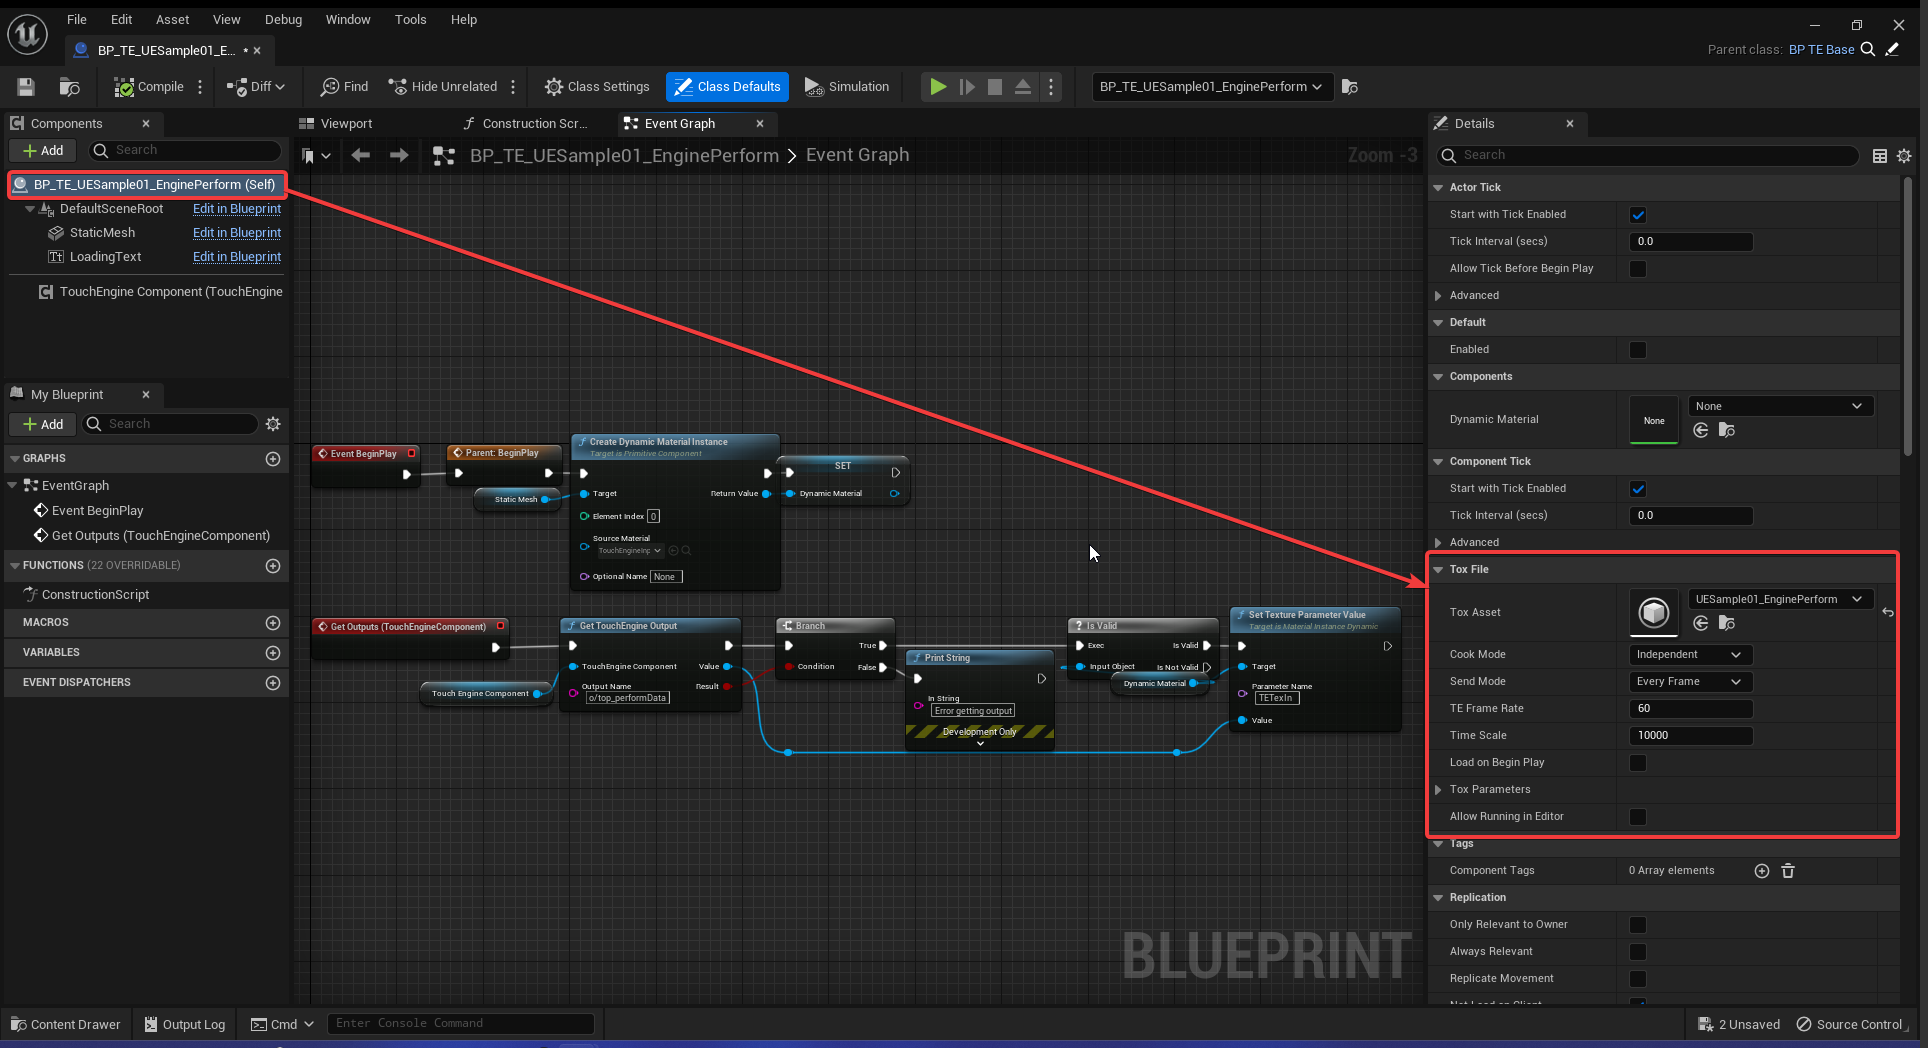 File Edit Asset View Debug Window Tools Help
BP_TE_UESample01_E...
Parent class: BP TE Base
Compile Diff Find Hide Unrelated Class Settings Class Defaults Simulation BP_TE_UESample01_EnginePerform
Components
Add Search
BP_TE_UESample01_EnginePerform (Self)
DefaultSceneRoot Edit in Blueprint
StaticMesh Edit in Blueprint
LoadingText Edit in Blueprint
TouchEngine Component (TouchEngine
My Blueprint
Add Search
GRAPHS
EventGraph
Event BeginPlay
Get Outputs (TouchEngineComponent)
FUNCTIONS (22 OVERRIDABLE)
ConstructionScript
MACROS
VARIABLES
EVENT DISPATCHERS
Viewport Construction Scr... Event Graph
BP_TE_UESample01_EnginePerform > Event Graph Zoom -3
Event BeginPlay
Parent: BeginPlay
Static Mesh
Create Dynamic Material Instance
Target is Primitive Component
Target Return Value
Element Index 0
Source Material
TouchEngineInp
Optional Name None
SET
Dynamic Material
Get Outputs (TouchEngineComponent)
Touch Engine Component
Get TouchEngine Output
TouchEngine Component Value
Output Name Result
o/top_performData
Branch
True
Condition False
Print String
In String
Error getting output
Development Only
? Is Valid
Exec Is Valid
Input Object Is Not Valid
Dynamic Material
Set Texture Parameter Value
Target is Material Instance Dynamic
Target
Parameter Name
TETexIn
Value
BLUEPRINT
Details
Search
Actor Tick
Start with Tick Enabled
Tick Interval (secs) 0.0
Allow Tick Before Begin Play
Advanced
Default
Enabled
Components
Dynamic Material None None
Component Tick
Start with Tick Enabled
Tick Interval (secs) 0.0
Advanced
Tox File
Tox Asset UESample01_EnginePerform
Cook Mode Independent
Send Mode Every Frame
TE Frame Rate 60
Time Scale 10000
Load on Begin Play
Tox Parameters
Allow Running in Editor
Tags
Component Tags 0 Array elements
Replication
Only Relevant to Owner
Always Relevant
Replicate Movement
Content Drawer Output Log Cmd Enter Console Command 2 Unsaved Source Control